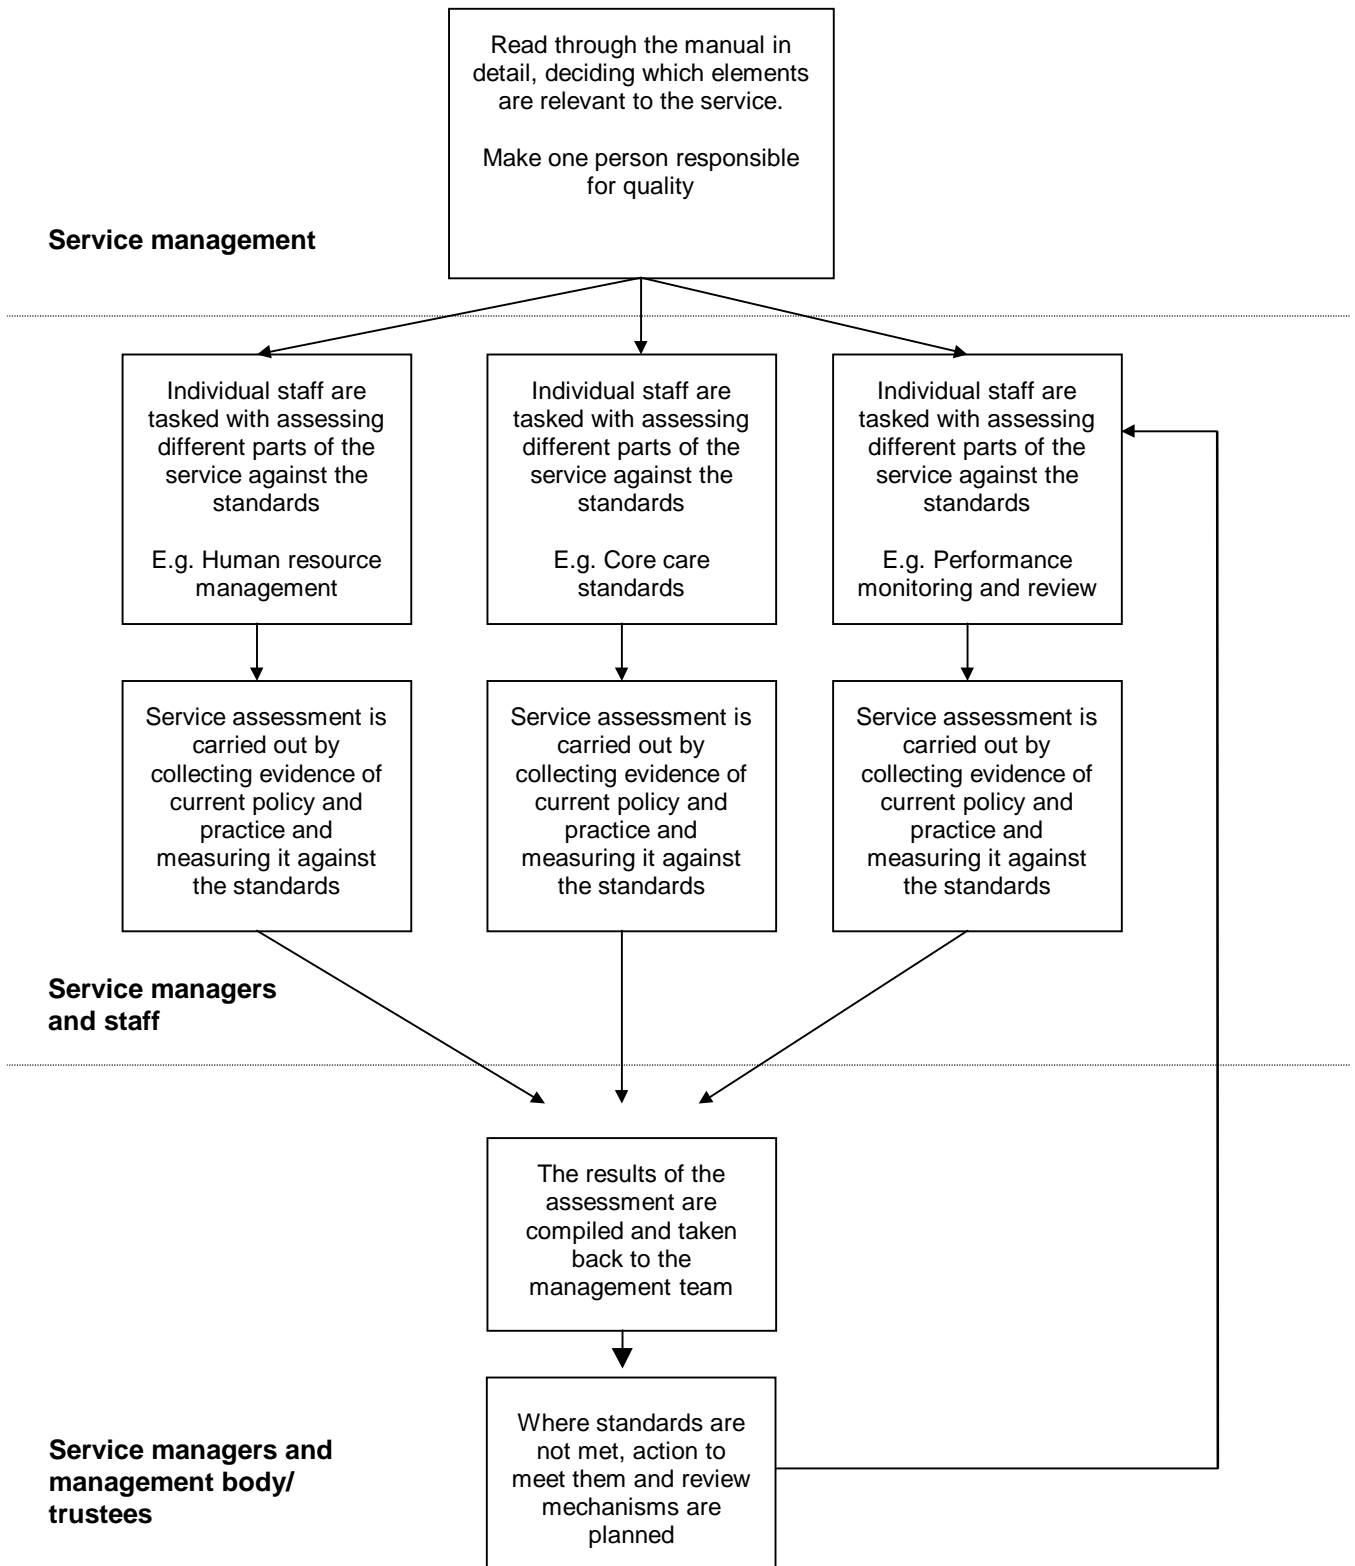 Read through the manual in
detail, deciding which elements
are relevant to the service.
Make one person responsible
for quality
Service management
Individual staff are
tasked with assessing
different parts of the
service against the
standards
E.g. Human resource
management
Individual staff are
tasked with assessing
different parts of the
service against the
standards
E.g. Core care
standards
Individual staff are
tasked with assessing
different parts of the
service against the
standards
E.g. Performance
monitoring and review
Service assessment is
carried out by
collecting evidence of
current policy and
practice and
measuring it against
the standards
Service assessment is
carried out by
collecting evidence of
current policy and
practice and
measuring it against
the standards
Service assessment is
carried out by
collecting evidence of
current policy and
practice and
measuring it against
the standards
Service managers
and staff
The results of the
assessment are
compiled and taken
back to the
management team
Service managers and
management body/
trustees
Where standards are
not met, action to
meet them and review
mechanisms are
planned